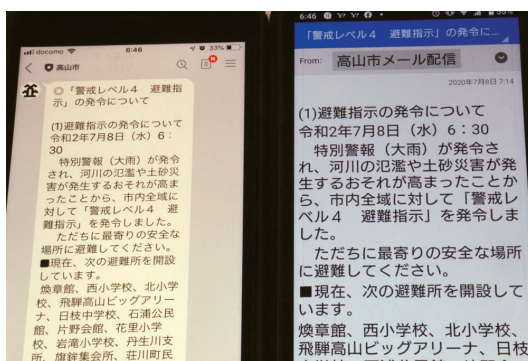 docomo
6:46
33%
高山市
◎「警戒レベル4 避難指
示」の発令について
(1)避難指示の発令について
令和2年7月8日（水）6：
30
特別警報（大雨）が発令
され、河川の氾濫や土砂災
害が発生するおそれが高ま
ったことから、市内全域に
対して「警戒レベル4 避
難指示」を発令しました。
ただちに最寄りの安全な
場所に避難してください。
■現在、次の避難所を開設
しています。
煥章館、西小学校、北小学
校、飛騨高山ビッグアリー
ナ、日枝中学校、石浦公民
館、片野会館、花里小学
校、岩滝小学校、丹生川支
所、旗鉾集会所、荘川町民
6:46
「警戒レベル4 避難指示」の発令に...
From:
高山市メール配信
2020年7月8日 7:14
(1)避難指示の発令について
令和2年7月8日（水）6：30
特別警報（大雨）が発令さ
れ、河川の氾濫や土砂災害が発
生するおそれが高まったことか
ら、市内全域に対して「警戒レ
ベル4 避難指示」を発令しま
した。
ただちに最寄りの安全な場所
に避難してください。
■現在、次の避難所を開設して
います。
煥章館、西小学校、北小学校、
飛騨高山ビッグアリーナ、日枝